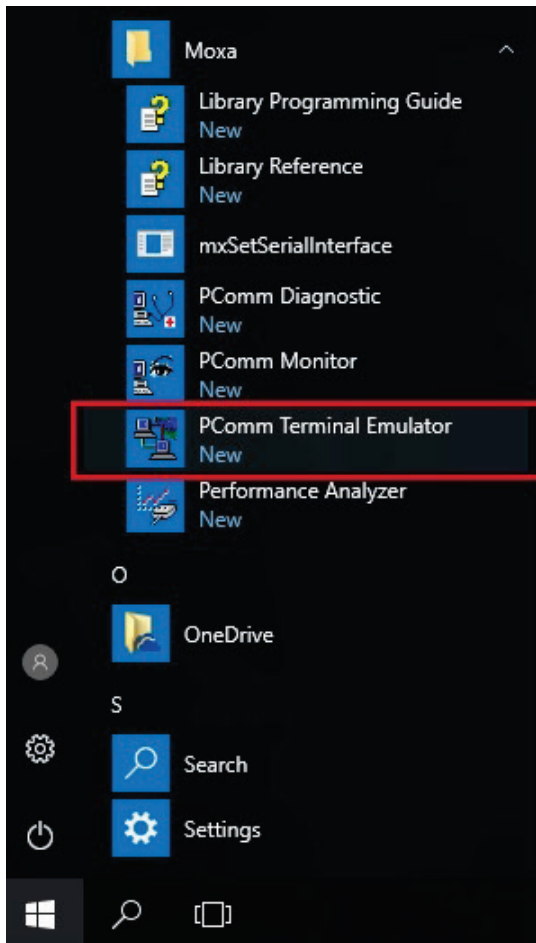 Moxa
Library Programming Guide
New
Library Reference
New
mxSetSerialInterface
PComm Diagnostic
New
PComm Monitor
New
PComm Terminal Emulator
New
Performance Analyzer
New
O
OneDrive
S
Search
Settings